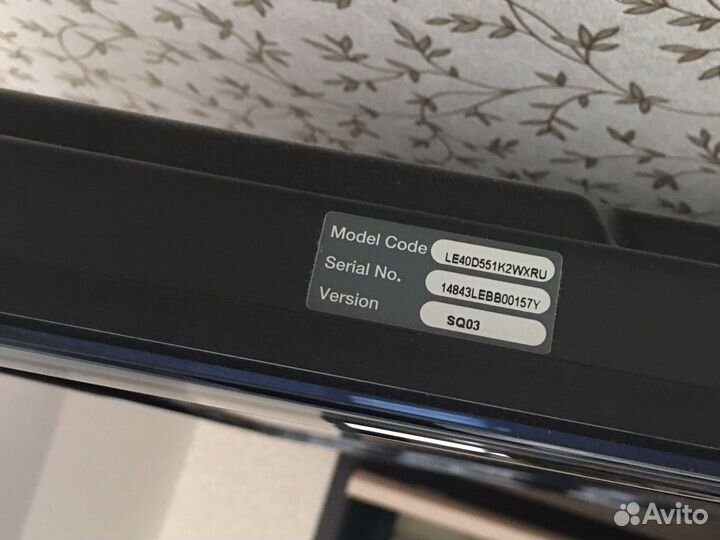 Model Code LE40D551K2WXRU
Serial No. 14843LEBB00157Y
Version SQ03
Avito